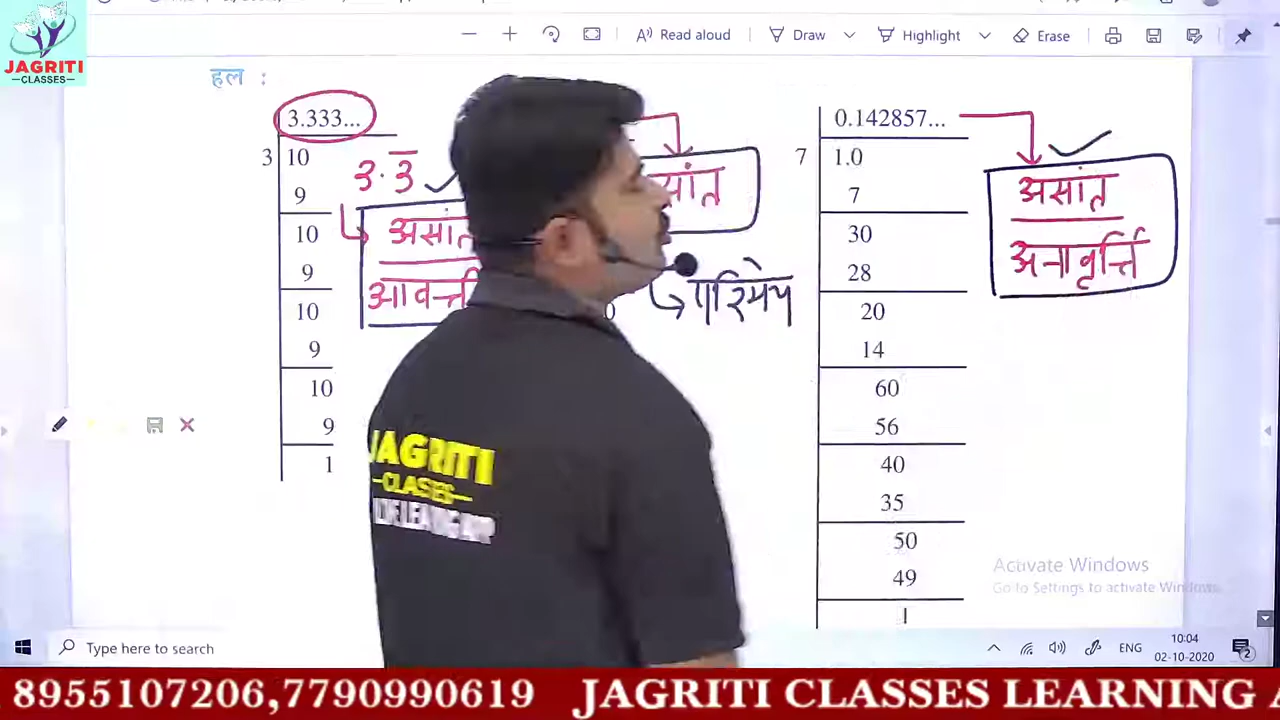 JAGRITI
CLASSES
Read aloud
Draw
Highlight
Erase
हल :
3.333...
3
10
9
10
9
10
9
10
9
1
3.3
असांत
आवर्त्ती
सांत
परिमेय
0
0.142857...
7
1.0
7
30
28
20
14
60
56
40
35
50
49
1
असांत
अनावृर्त्ति
JAGRITI
CLASSES
Activate Windows
Go to Settings to activate Windows.
Type here to search
ENG
10:04
02-10-2020
2
8955107206,7790990619 JAGRITI CLASSES LEARNING A